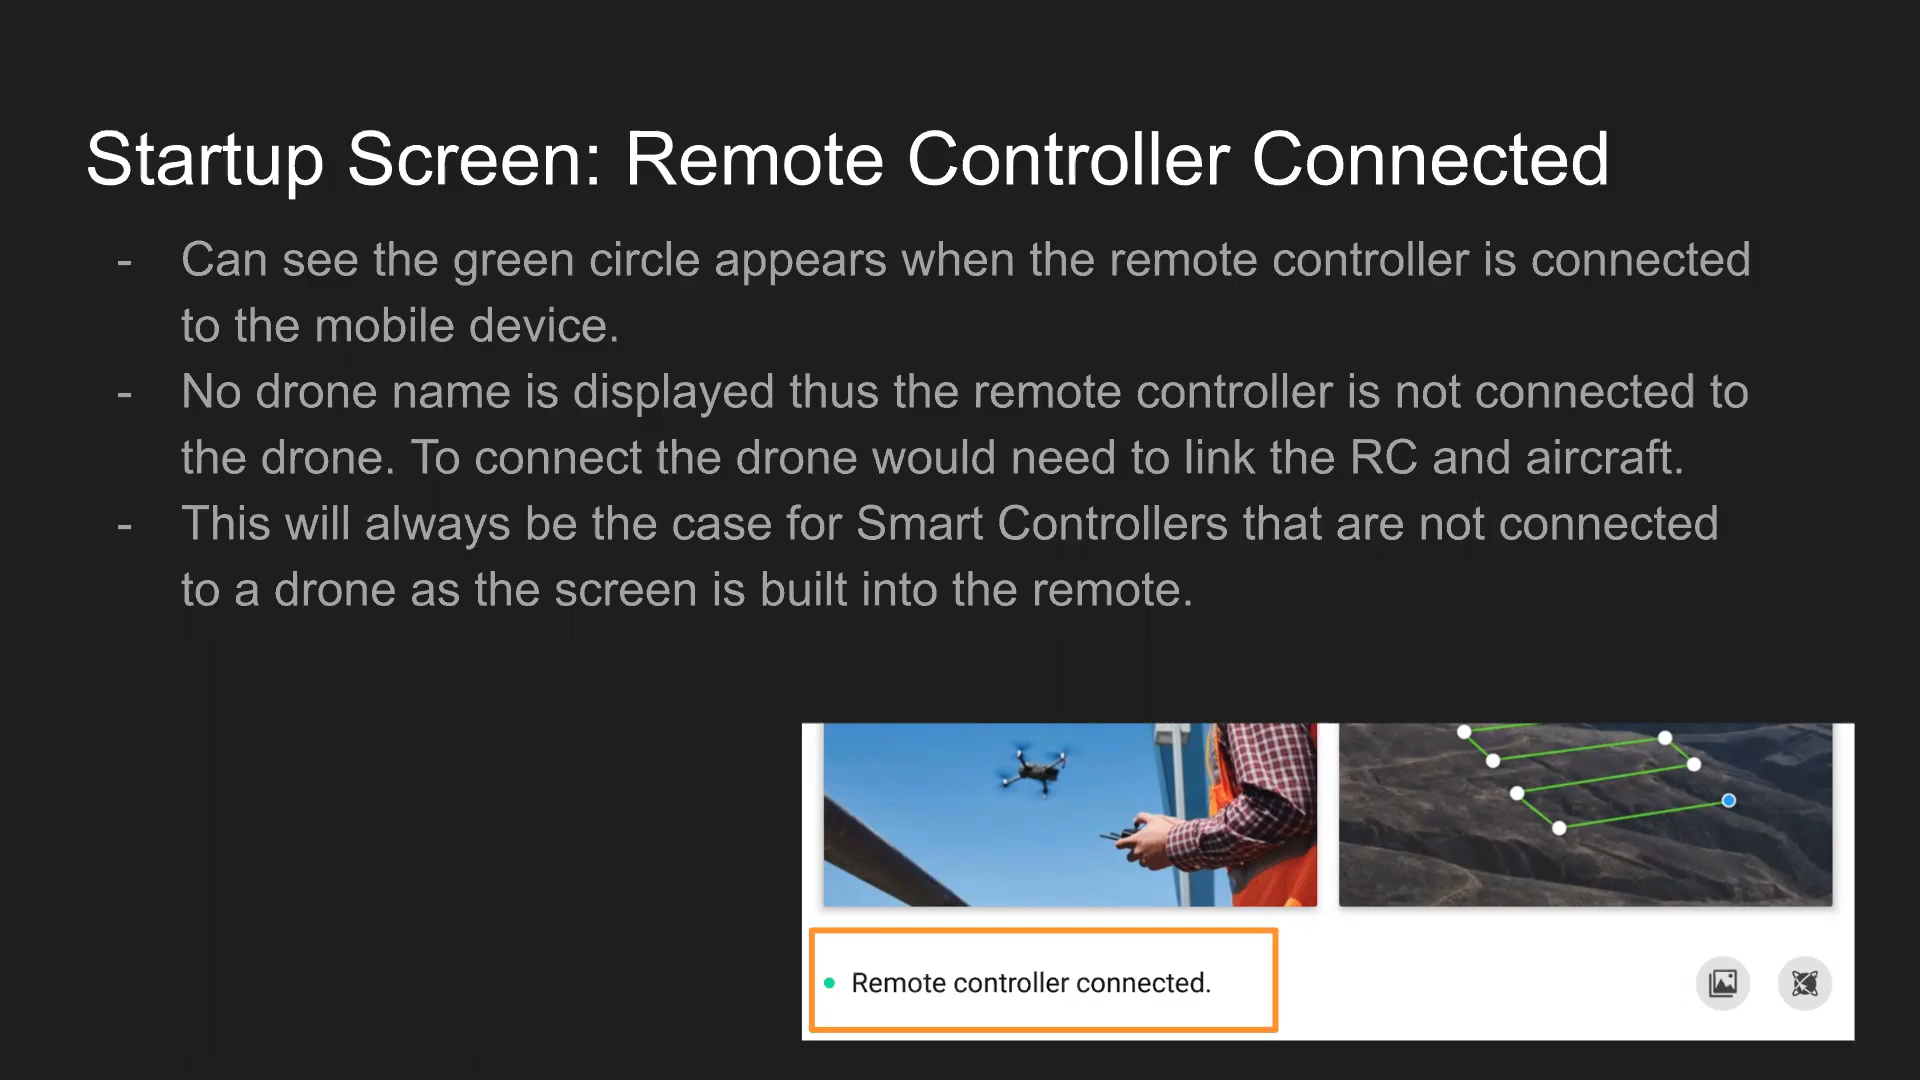 Startup Screen: Remote Controller Connected
- Can see the green circle appears when the remote controller is connected
to the mobile device.
- No drone name is displayed thus the remote controller is not connected to
the drone. To connect the drone would need to link the RC and aircraft.
- This will always be the case for Smart Controllers that are not connected
to a drone as the screen is built into the remote.
Remote controller connected.